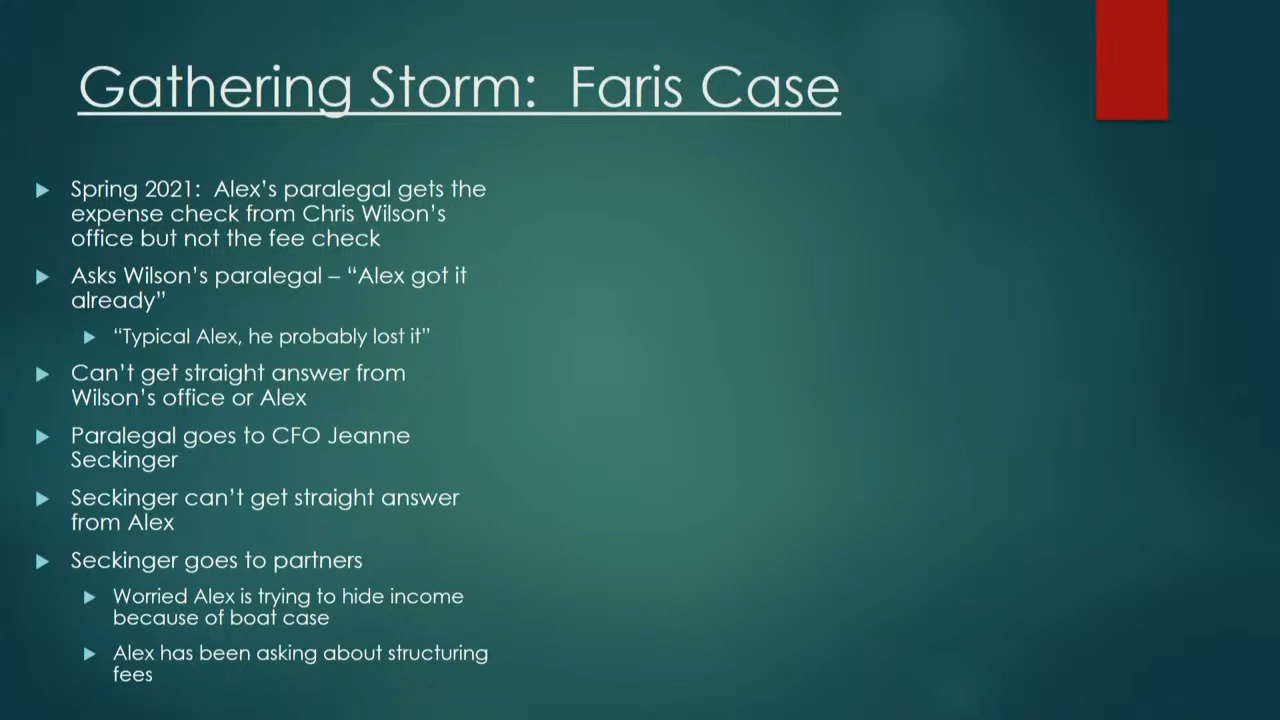 Gathering Storm:  Faris Case
Spring 2021:  Alex’s paralegal gets the
expense check from Chris Wilson’s
office but not the fee check
Asks Wilson’s paralegal – “Alex got it
already”
“Typical Alex, he probably lost it”
Can’t get straight answer from
Wilson’s office or Alex
Paralegal goes to CFO Jeanne
Seckinger
Seckinger can’t get straight answer
from Alex
Seckinger goes to partners
Worried Alex is trying to hide income
because of boat case
Alex has been asking about structuring
fees